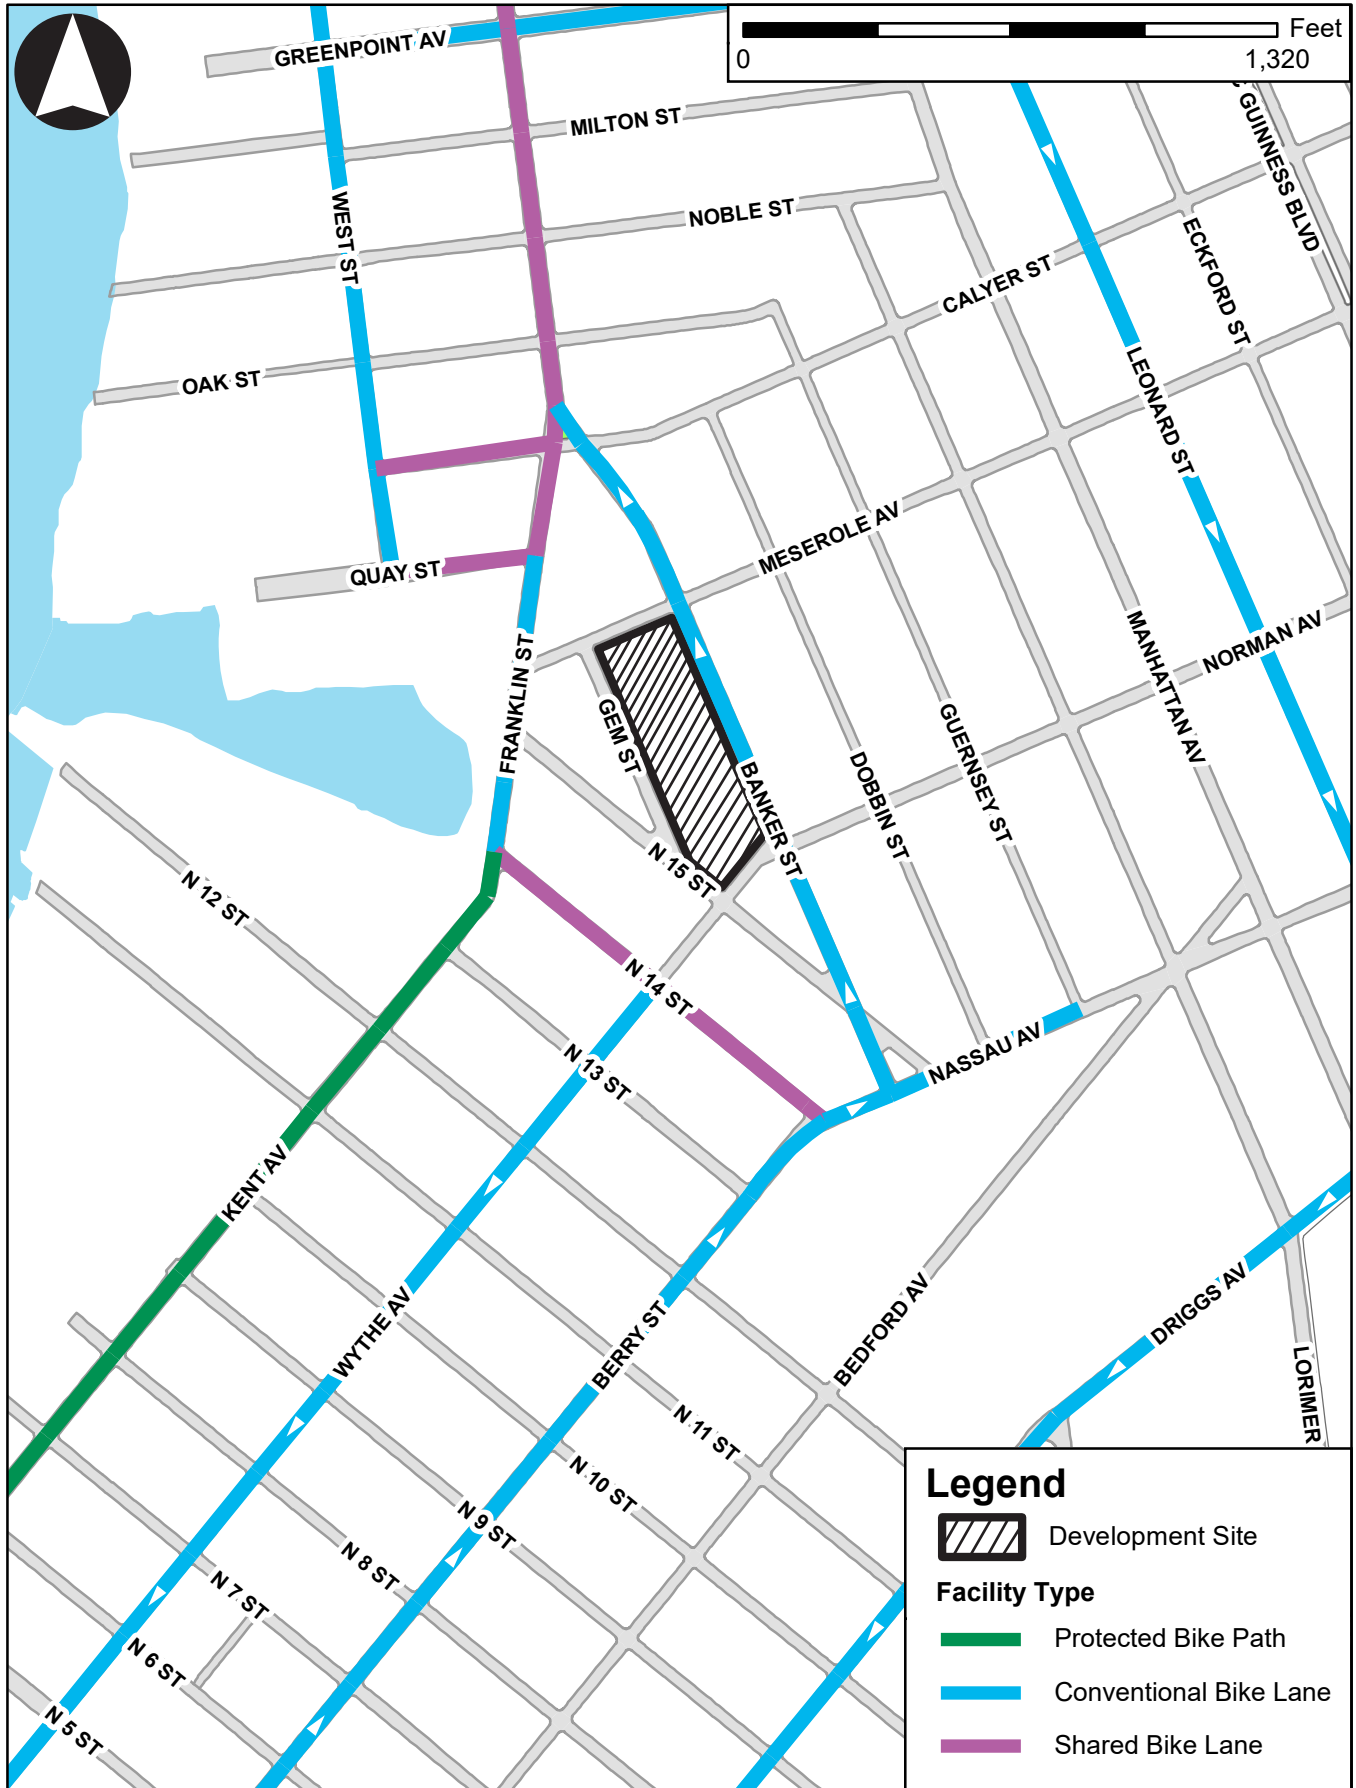 Feet
0 1,320
GREENPOINT AV
MILTON ST
GUINNESS BLVD
NOBLE ST
WEST ST
ECKFORD ST
CALYER ST
OAK ST
LEONARD ST
MESEROLE AV
QUAY ST
MANHATTAN AV
NORMAN AV
FRANKLIN ST
GEM ST
GUERNSEY ST
DOBBIN ST
BANKER ST
N 15 ST
N 12 ST
N 14 ST
N 13 ST
NASSAU AV
KENT AV
WYTHE AV
BERRY ST
BEDFORD AV
DRIGGS AV
LORIMER
N 11 ST
N 10 ST
N 9 ST
N 8 ST
N 7 ST
N 6 ST
N 5 ST
Legend
Development Site
Facility Type
Protected Bike Path
Conventional Bike Lane
Shared Bike Lane